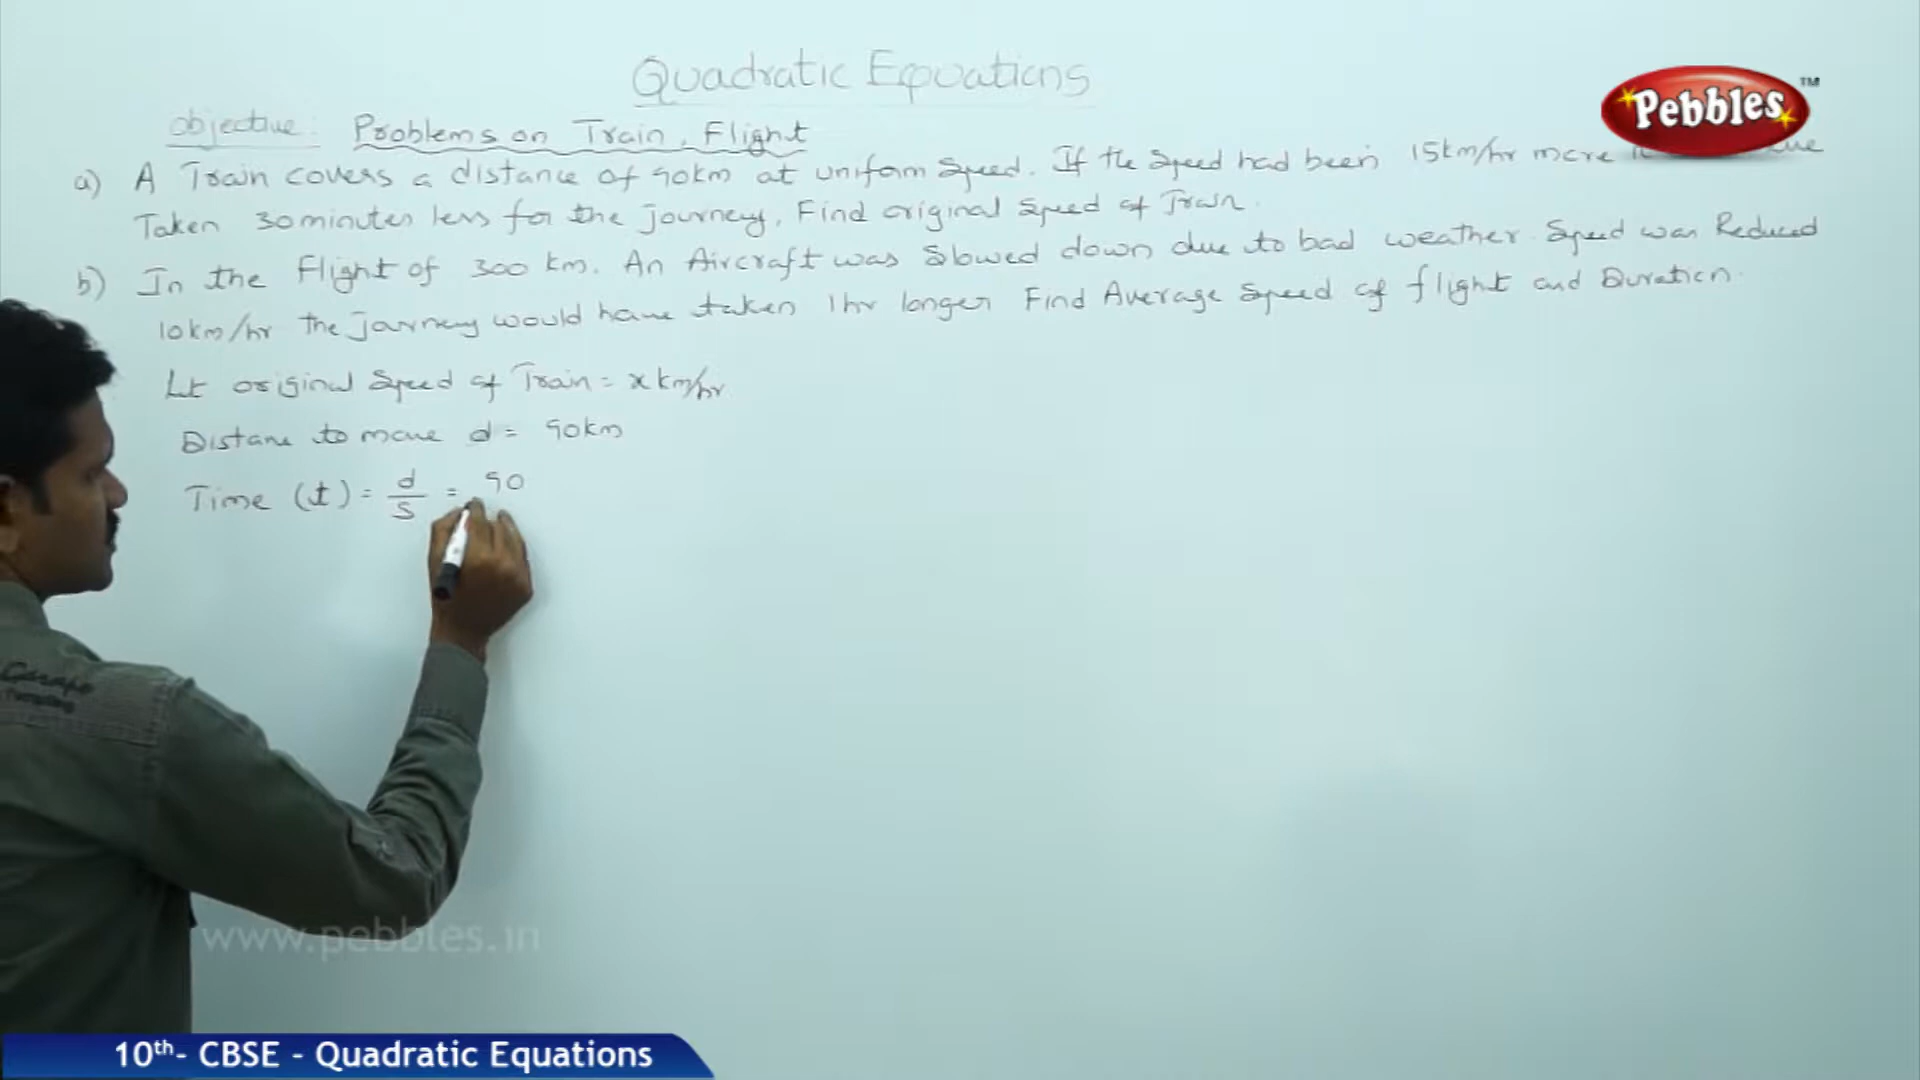 Quadratic Equations
Objective: Problems on Train, Flight
Pebbles™
a) A Train covers a distance of 90km at uniform Speed. If the Speed had been 15km/hr more
Taken 30minutes less for the journey, Find original Speed of Train.
b) In the Flight of 300 km. An Aircraft was Slowed down due to bad weather. Speed was Reduced
10km/hr the journey would have taken 1hr longer Find Average Speed of flight and Duration.
Let original Speed of Train = x km/hr
Distane to move d = 90km
Time (t) = d/s = 90
www.pebbles.in
10th- CBSE - Quadratic Equations